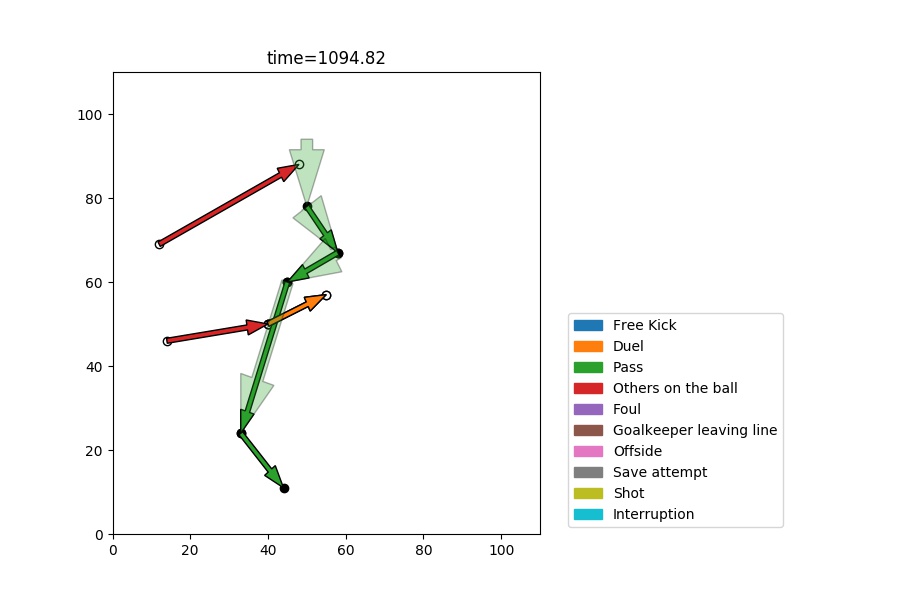 time=1094.82
100
80
60
40
20
0
0 20 40 60 80 100
Free Kick
Duel
Pass
Others on the ball
Foul
Goalkeeper leaving line
Offside
Save attempt
Shot
Interruption